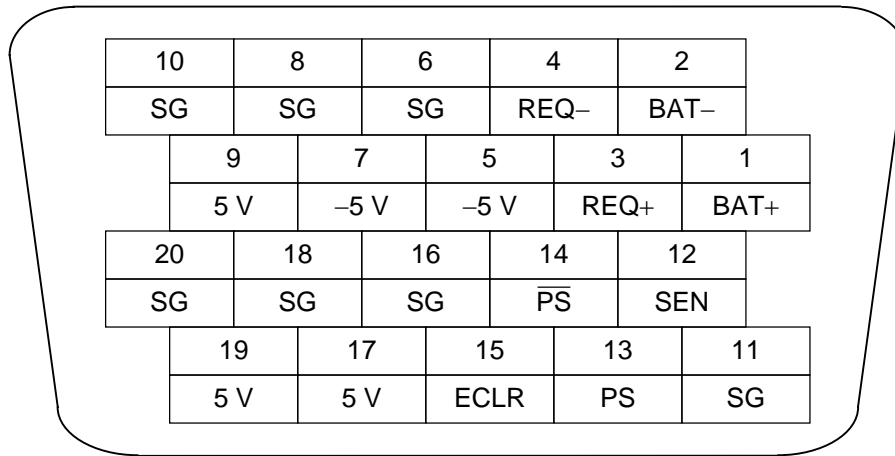 10 8 6 4 2
SG SG SG REQ− BAT−
9 7 5 3 1
5 V −5 V −5 V REQ+ BAT+
20 18 16 14 12
SG SG SG P̅S̅ SEN
19 17 15 13 11
5 V 5 V ECLR PS SG